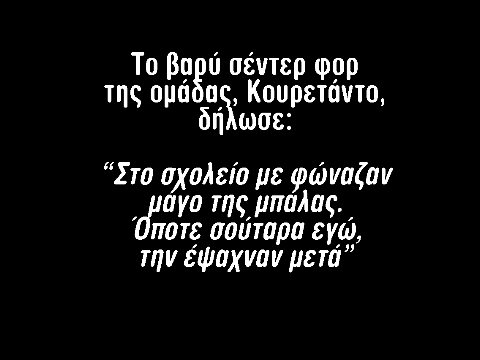 Το βαρύ σέντερ φορ
της ομάδας, Κουρετάντο,
δήλωσε:
“Στο σχολείο με φώναζαν
μάγο της μπάλας.
Όποτε σούταρα εγώ,
την έψαχναν μετά”